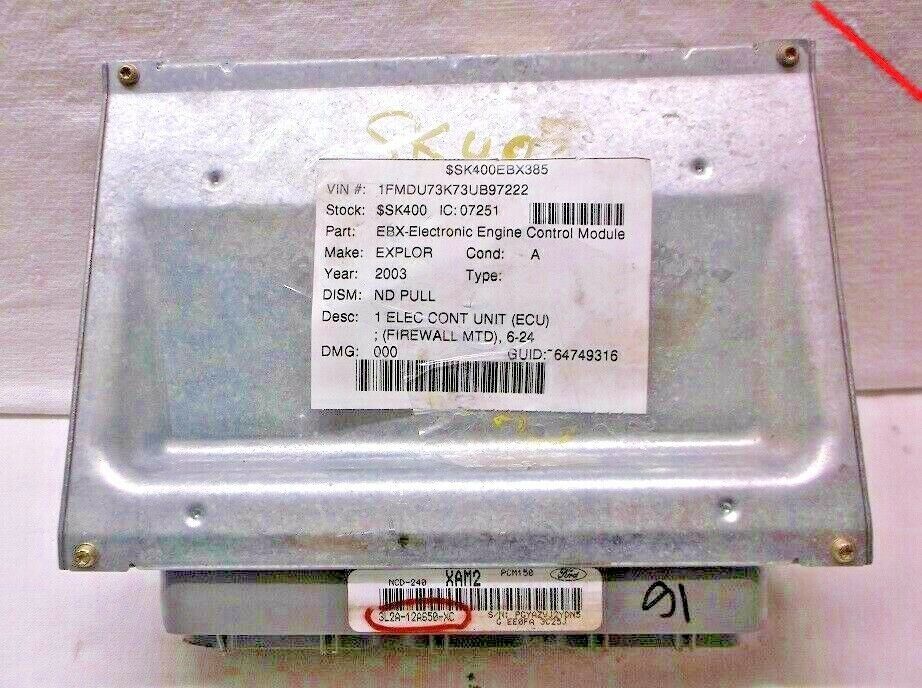 SK40
$SK400EBX385
VIN #: 1FMDU73K73UB97222
Stock: $SK400 IC: 07251
Part: EBX-Electronic Engine Control Module
Make: EXPLOR Cond: A
Year: 2003 Type:
DISM: ND PULL
Desc: 1 ELEC CONT UNIT (ECU)
; (FIREWALL MTD), 6-24
DMG: 000 GUID: 64749316
NCD-240 XAM2 PCM150 Ford
3L2A-12A650-XC S/N:
91